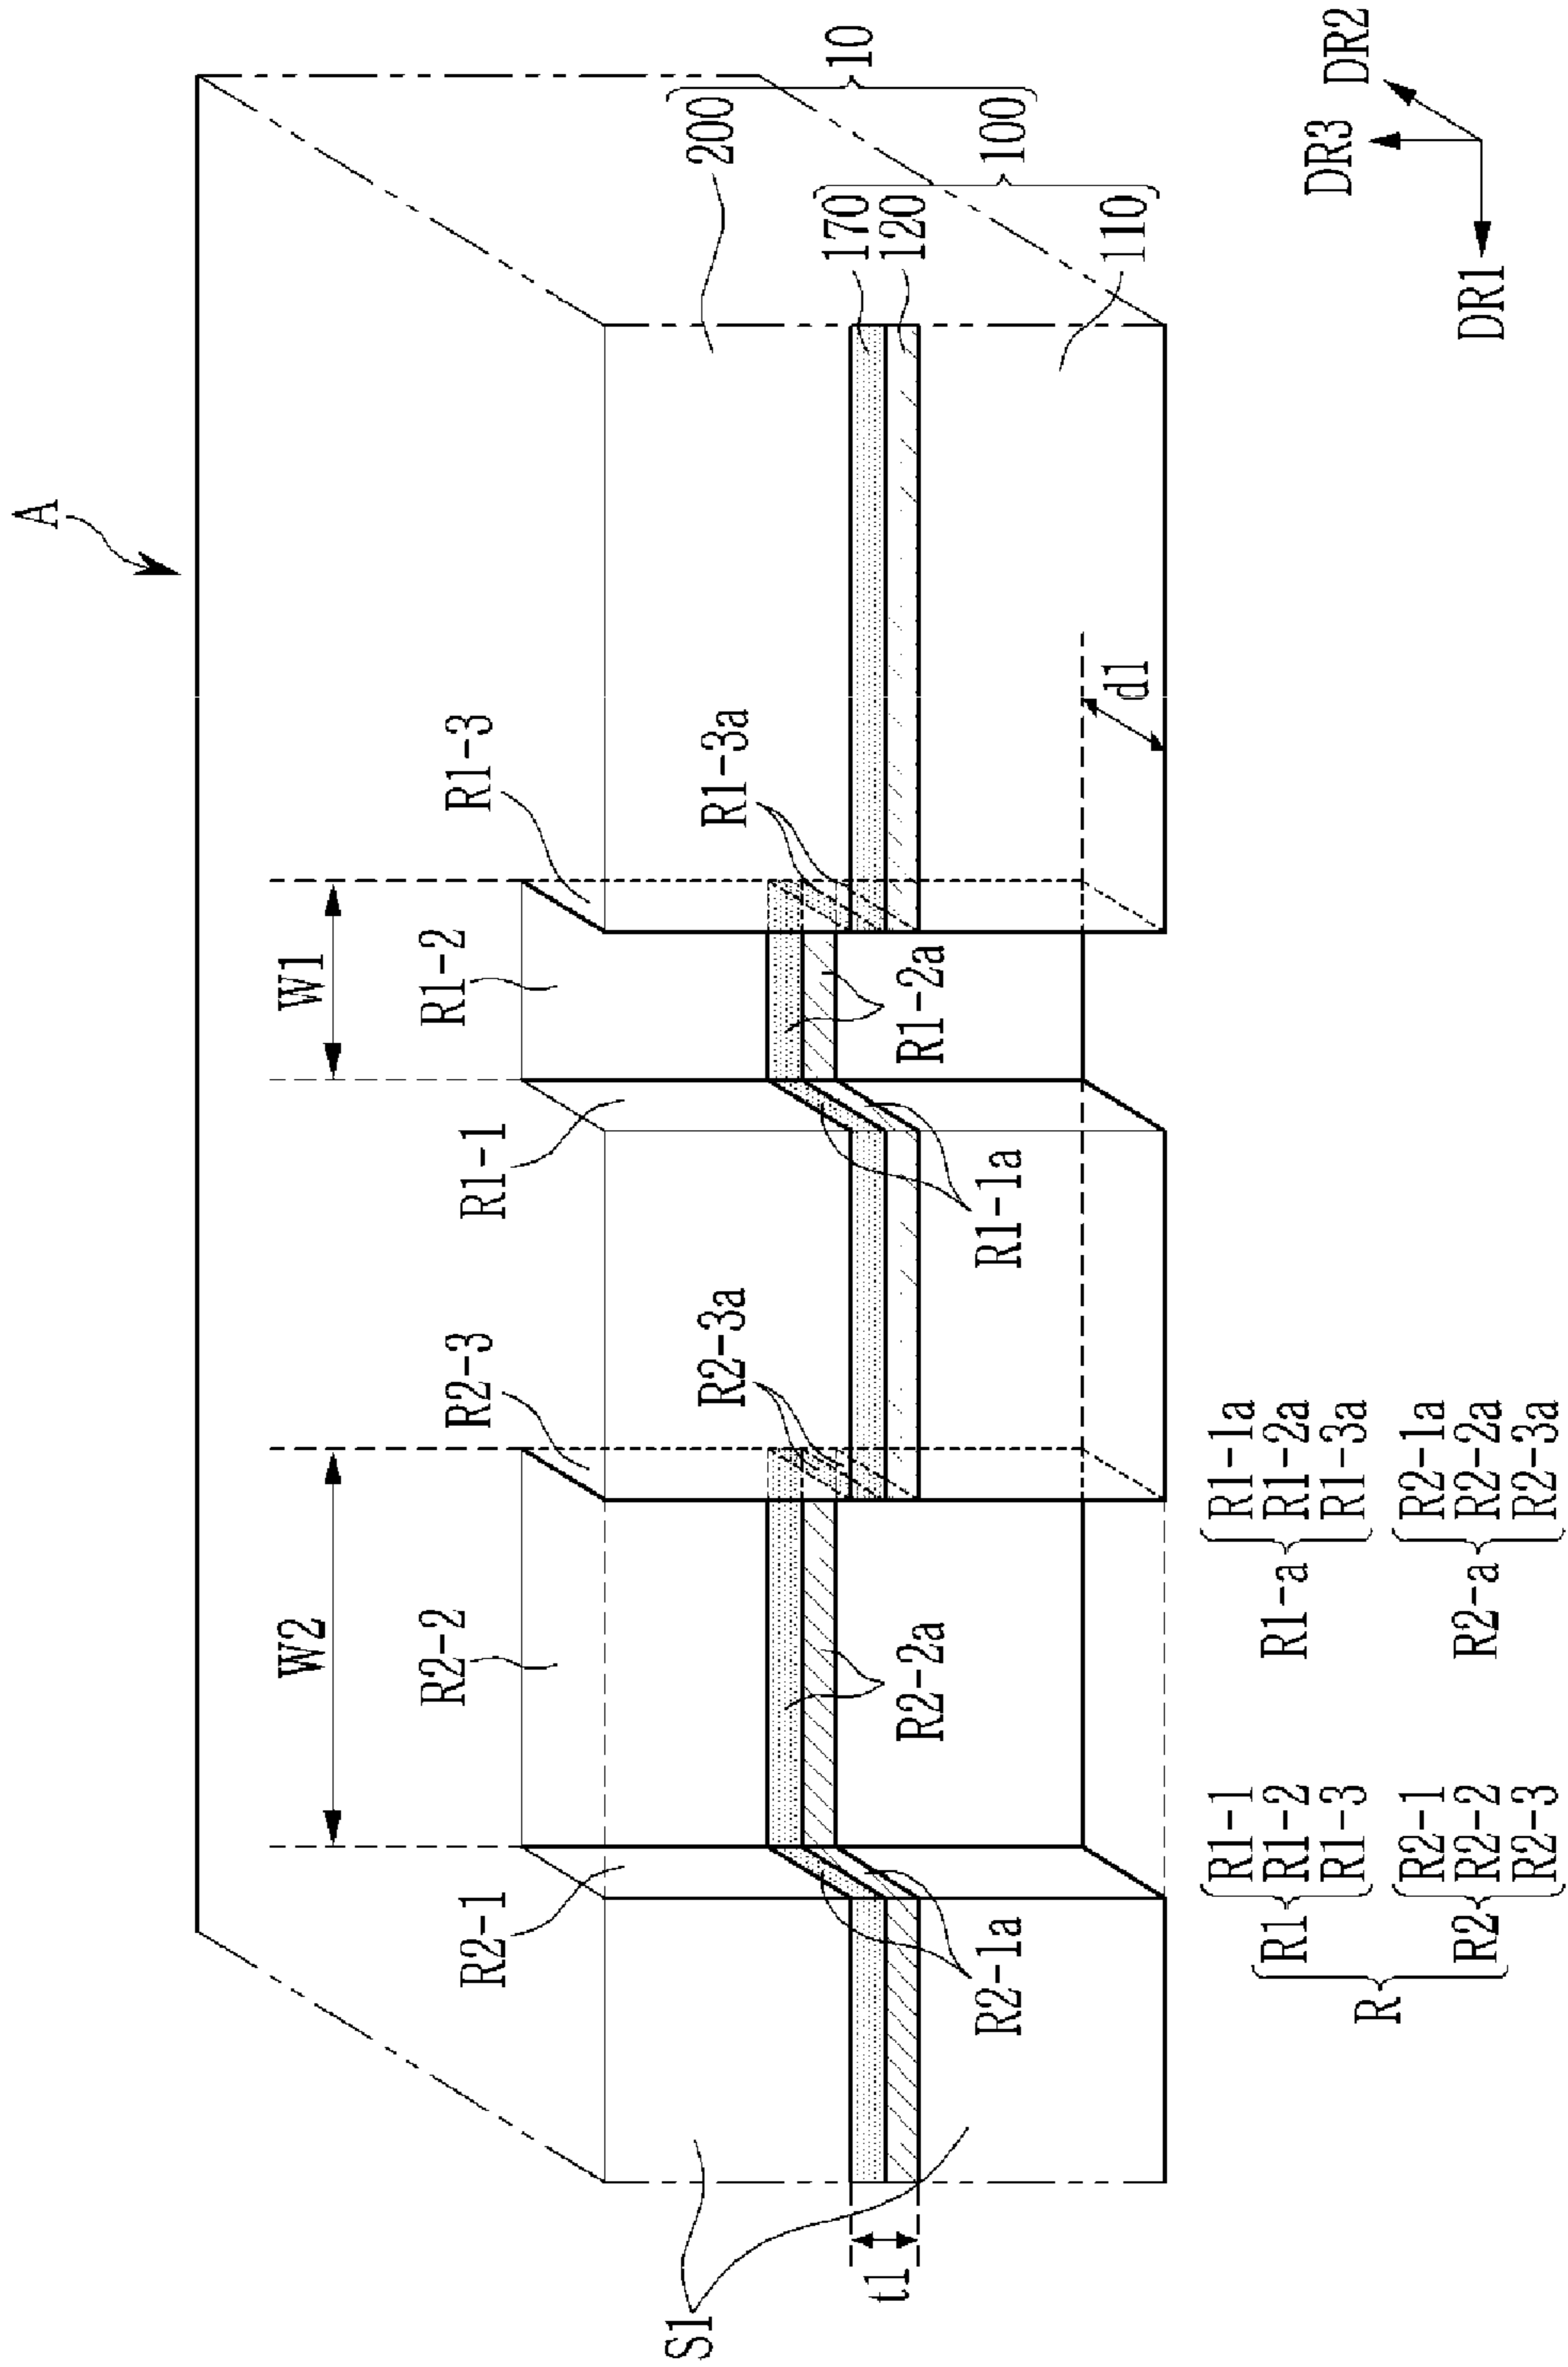 A
W2
W1
R2-1
R2-2
R2-3
R1-1
R1-2
R1-3
200
10
170
120
100
110
R2-3a
R1-3a
R2-2a
R1-2a
R2-1a
R1-1a
S1
t1
d1
DR3
DR2
DR1
R
R1
R1-1
R1-2
R1-3
R2
R2-1
R2-2
R2-3
R1-a
R1-1a
R1-2a
R1-3a
R2-a
R2-1a
R2-2a
R2-3a